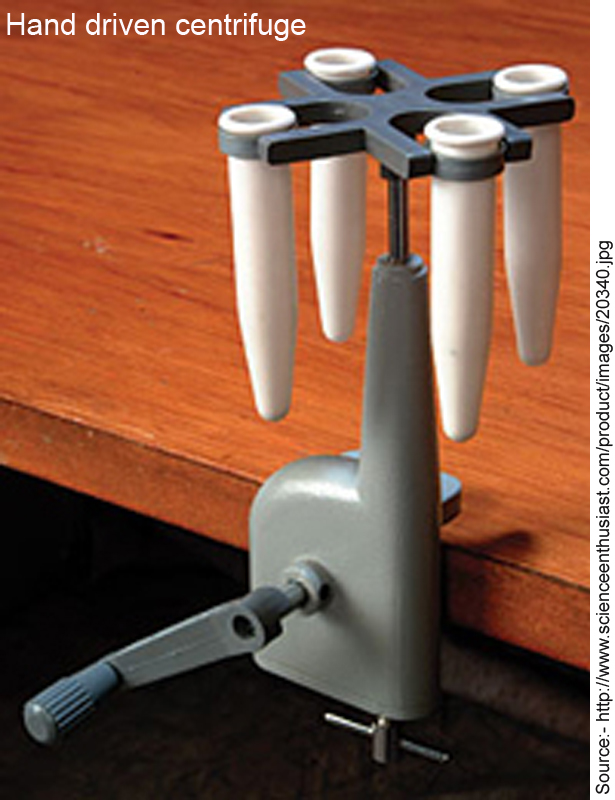 Hand driven centrifuge
Source:- http://www.scienceenthusiast.com/product/images/20340.jpg